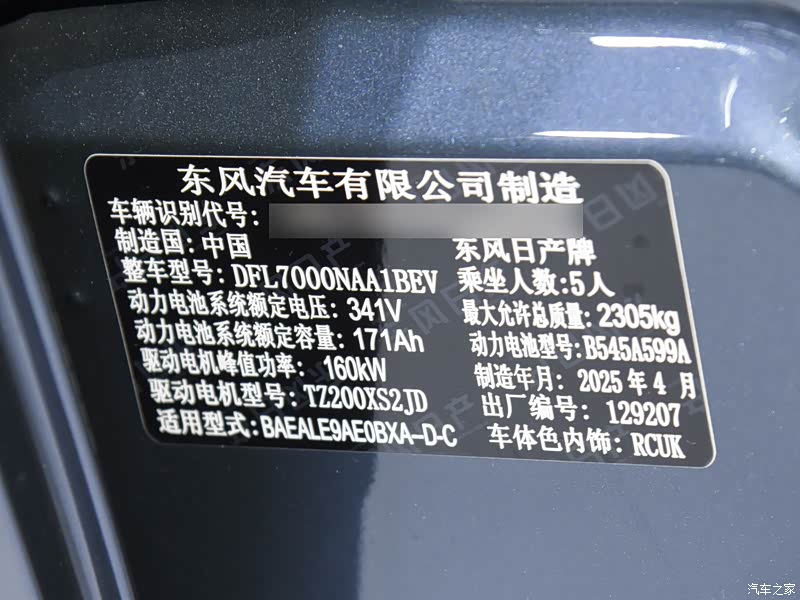 东风汽车有限公司制造
车辆识别代号:
制造国: 中国 东风日产牌
整车型号: DFL7000NAA1BEV 乘坐人数: 5人
动力电池系统额定电压: 341V 最大允许总质量: 2305kg
动力电池系统额定容量: 171Ah 动力电池型号: B545A599A
驱动电机峰值功率: 160kW 制造年月: 2025年4月
驱动电机型号: TZ200XS2JD 出厂编号: 129207
适用型式: BAEALE9AE0BXA-D-C 车体色内饰: RCUK
汽车之家